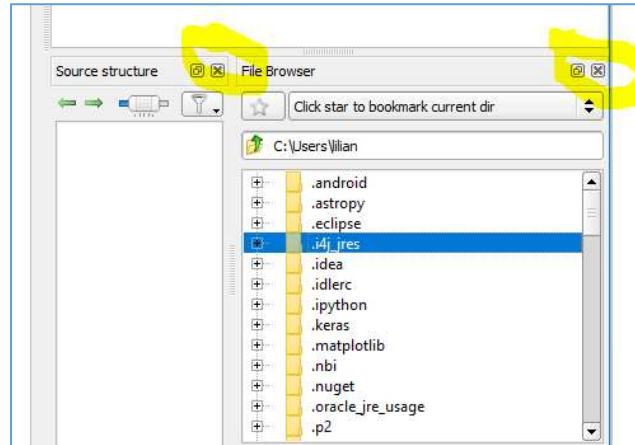 Source structure
File Browser
Click star to bookmark current dir
C:\Users\lilian
.android
.astropy
.eclipse
.i4j_jres
.idea
.idlerc
.ipython
.keras
.matplotlib
.nbi
.nuget
.oracle_jre_usage
.p2